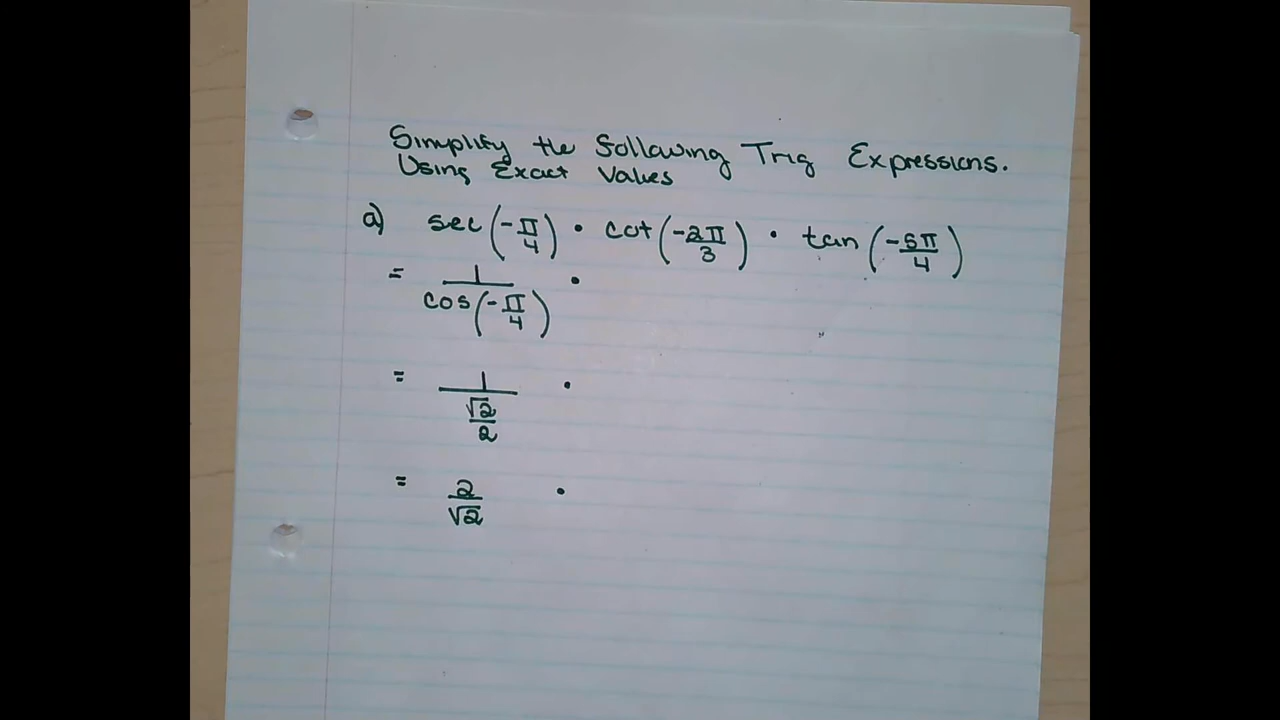 Simplify the Following Trig Expressions.
Using Exact Values
a) sec(-π/4) · cot(-2π/3) · tan(-5π/4)
= 1/cos(-π/4) ·
= 1/(√2/2) ·
= 2/√2 ·